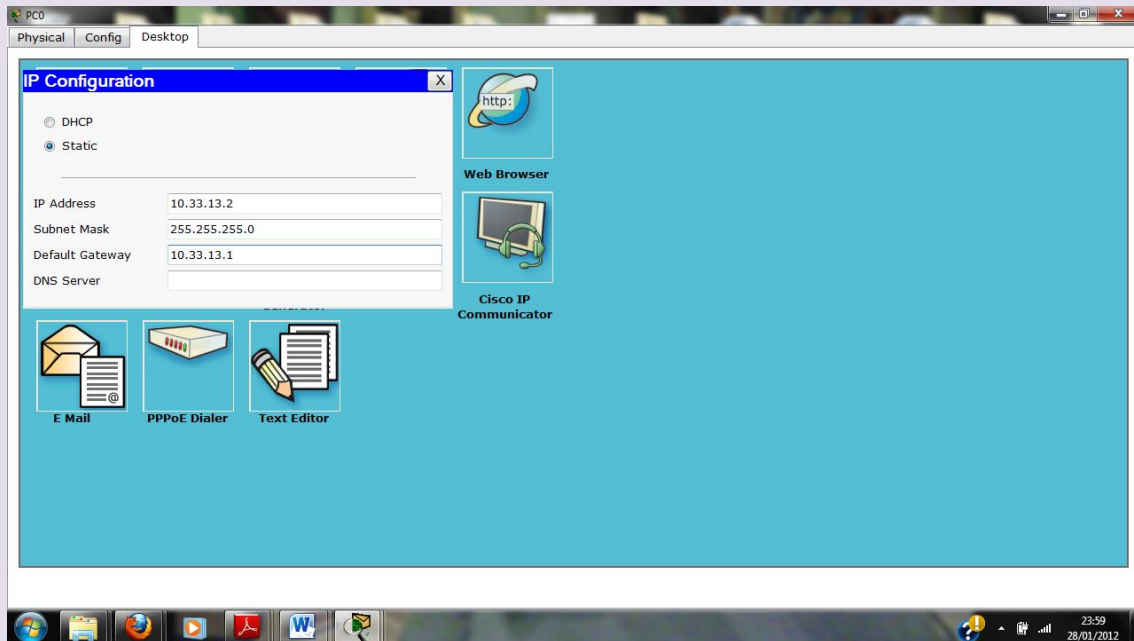 PC0
Physical Config Desktop
IP Configuration X
DHCP
Static
IP Address 10.33.13.2
Subnet Mask 255.255.255.0
Default Gateway 10.33.13.1
DNS Server
http:
Web Browser
Cisco IP
Communicator
@
E Mail
PPPoE Dialer
Text Editor
W
23:59
28/01/2012